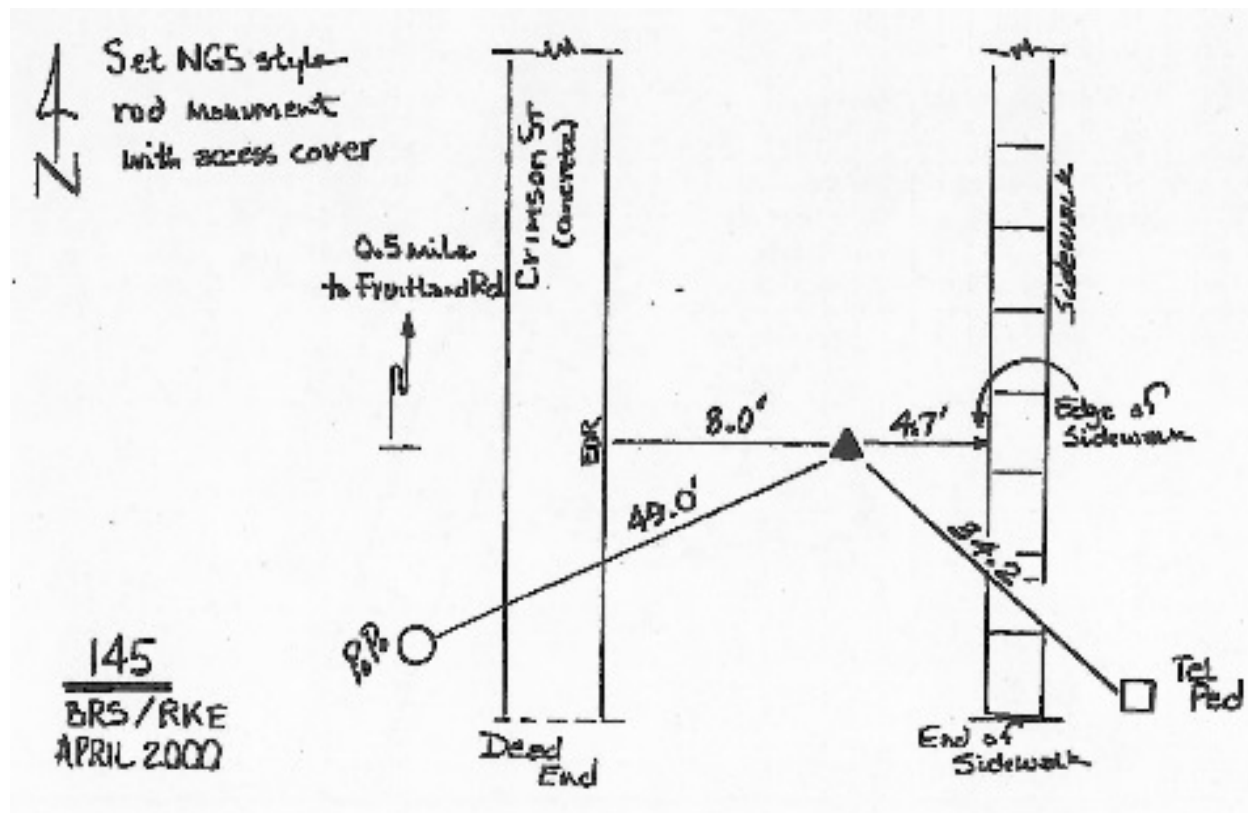 N
Set NGS style
rod monument
with access cover
Crimson ST
(concrete)
0.5 mile
to Fruitland Rd
Sidewalk
EOR
8.0'
4.7'
Edge of
Sidewalk
49.0'
34.2
P.P.
Tel
Ped
145
BRS/RKE
APRIL 2000
Dead
End
End of
Sidewalk